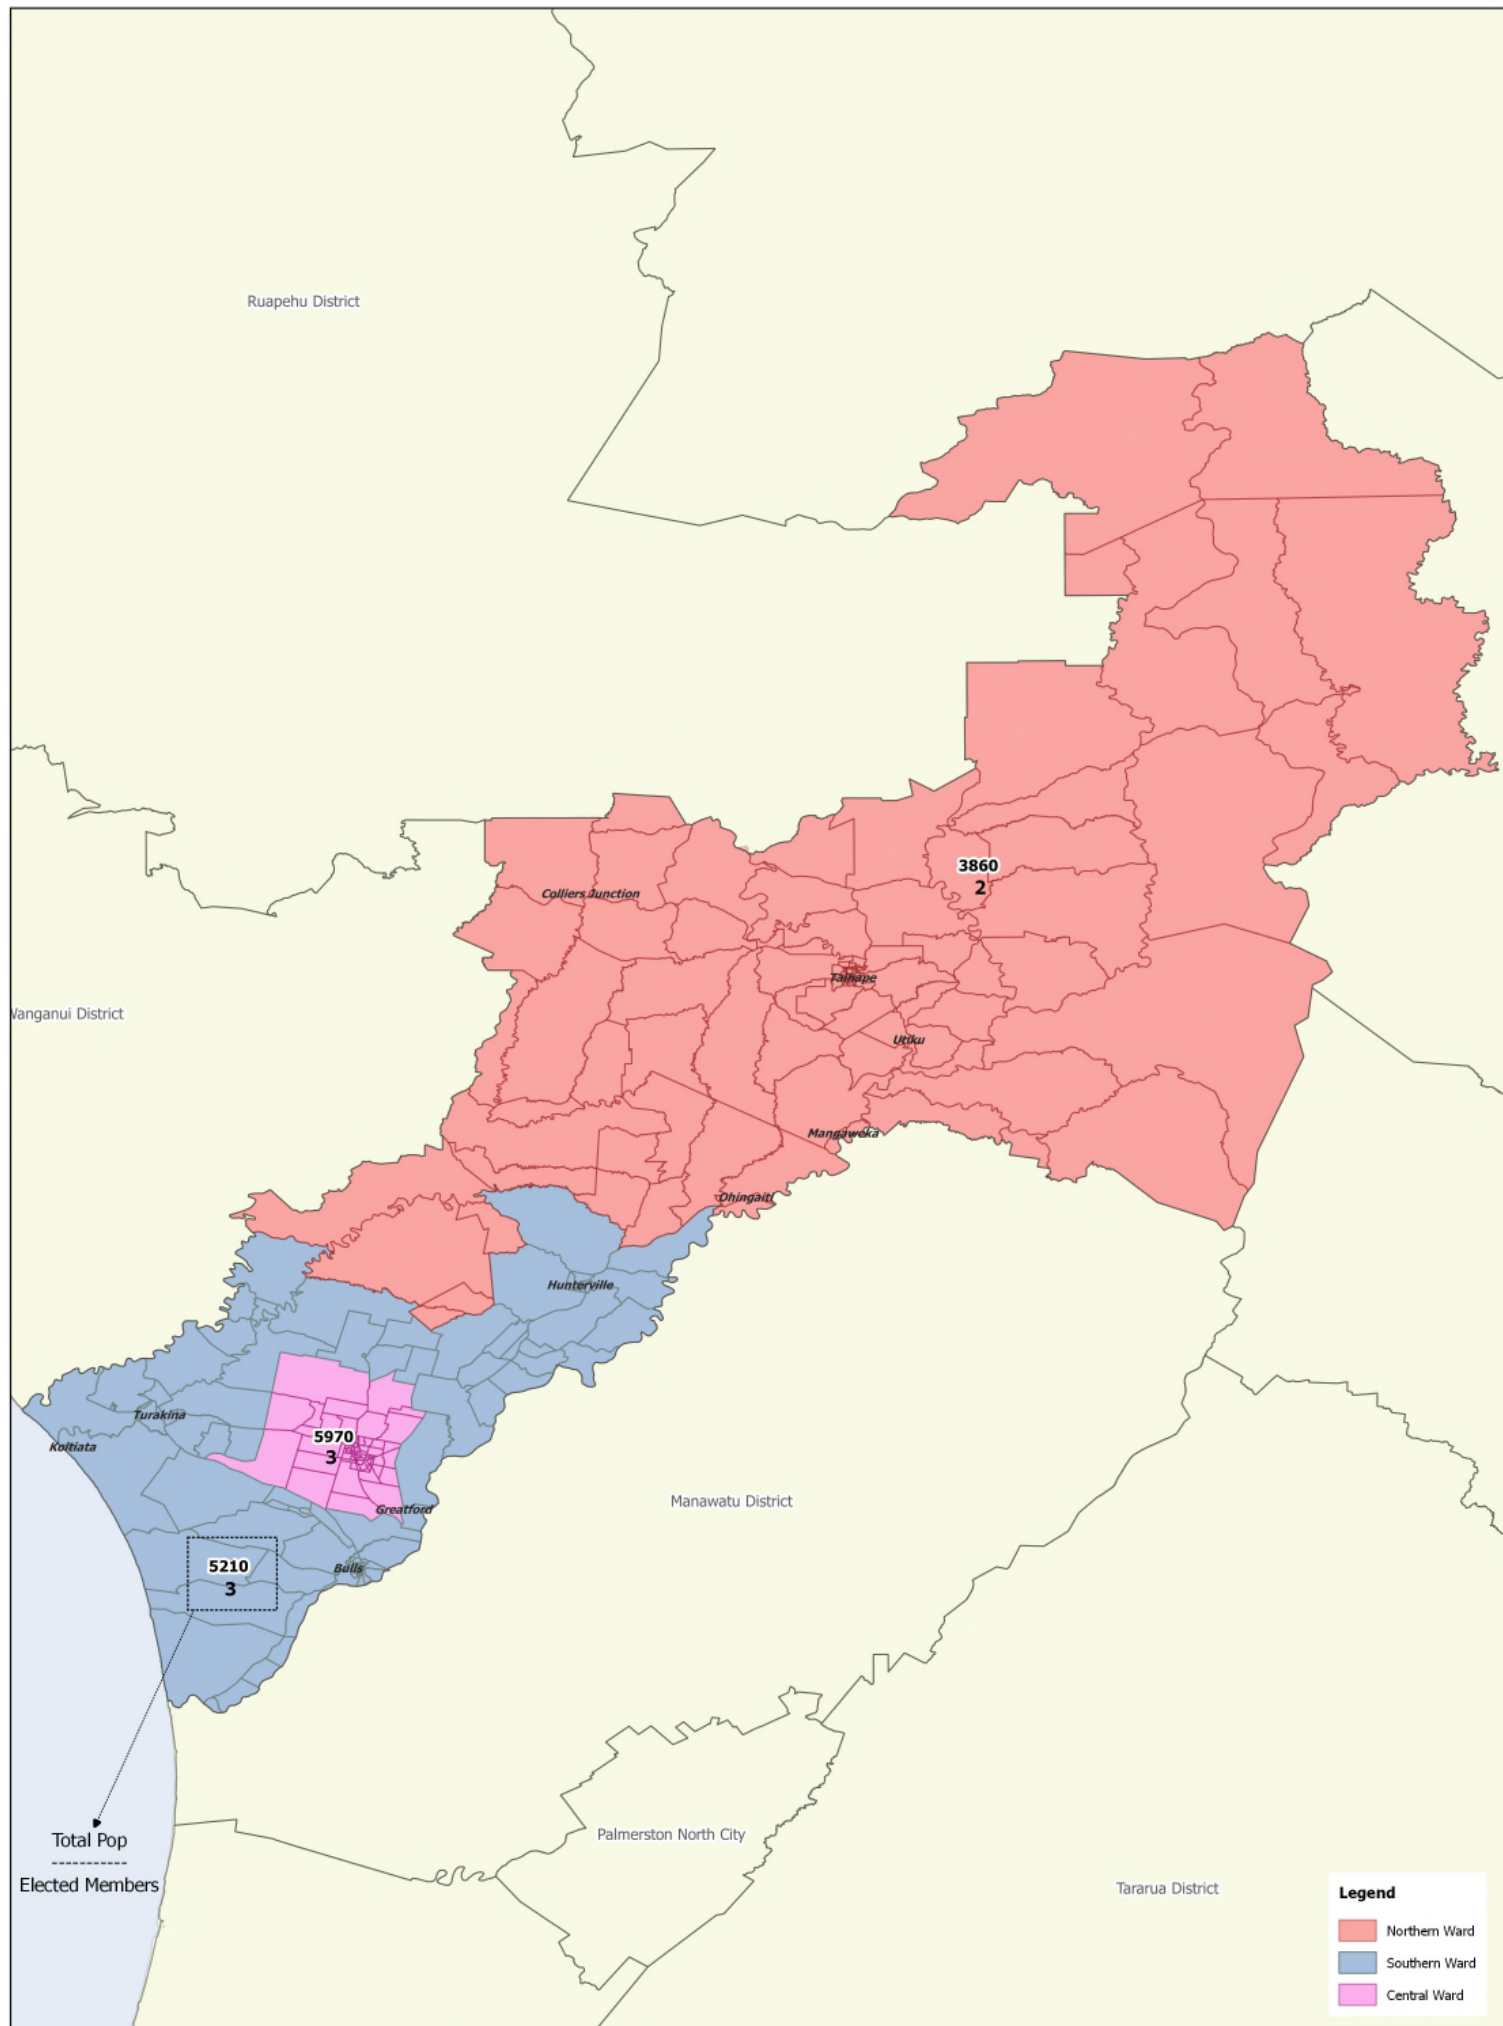 Ruapehu District
3860
2
Colliers Junction
Taihape
Wanganui District
Utiku
Mangaweka
Ohingaiti
Hunterville
Turakina
5970
3
Koitiata
Manawatu District
Greatford
5210
3
Bulls
Total Pop
Elected Members
Palmerston North City
Tararua District
Legend
Northern Ward
Southern Ward
Central Ward